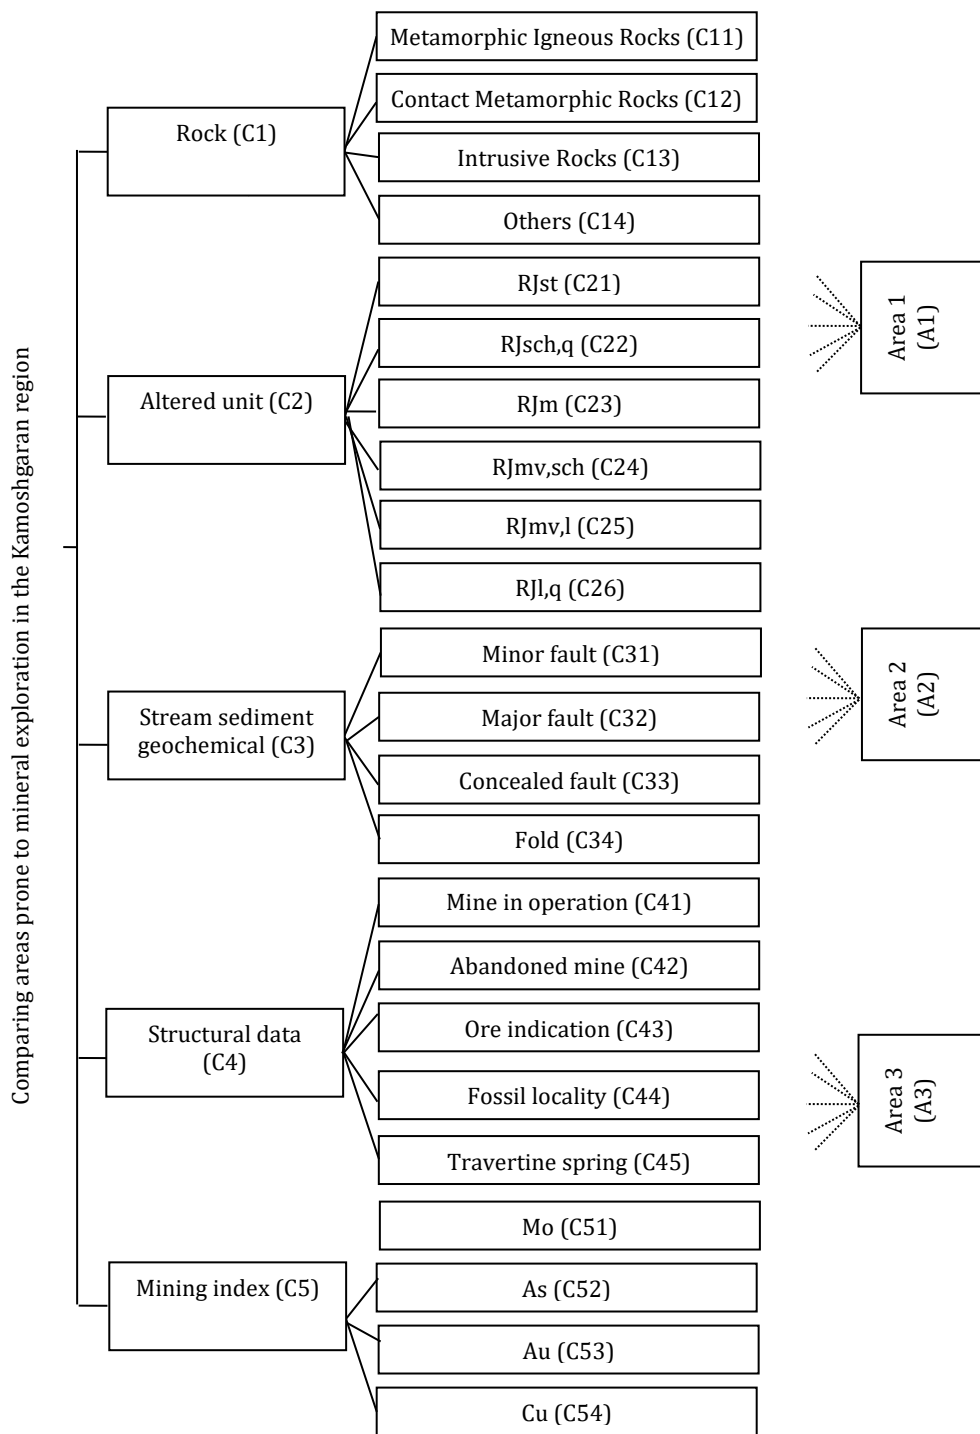 Comparing areas prone to mineral exploration in the Kamoshgaran region
Rock (C1)
Metamorphic Igneous Rocks (C11)
Contact Metamorphic Rocks (C12)
Intrusive Rocks (C13)
Others (C14)
Altered unit (C2)
RJst (C21)
RJsch,q (C22)
RJm (C23)
RJmv,sch (C24)
RJmv,l (C25)
RJl,q (C26)
Stream sediment
geochemical (C3)
Minor fault (C31)
Major fault (C32)
Concealed fault (C33)
Fold (C34)
Structural data
(C4)
Mine in operation (C41)
Abandoned mine (C42)
Ore indication (C43)
Fossil locality (C44)
Travertine spring (C45)
Mining index (C5)
Mo (C51)
As (C52)
Au (C53)
Cu (C54)
Area 1
(A1)
Area 2
(A2)
Area 3
(A3)